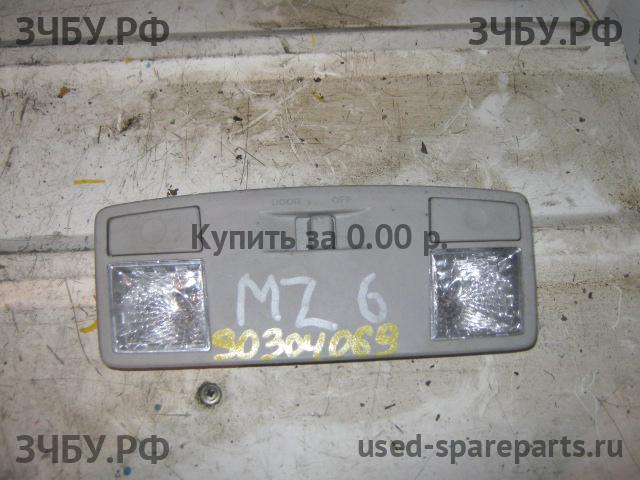 ЗЧБУ.РФ ЗЧБУ.РФ
DOOR OFF
Купить за 0.00 р.
MZ 6
90304069
ЗЧБУ.РФ used-spareparts.ru